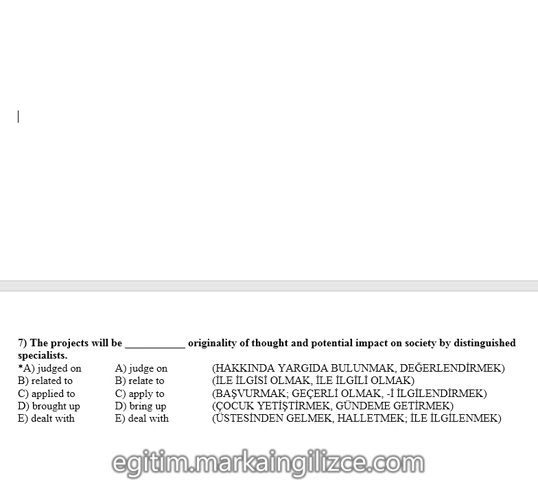 7) The projects will be ___________ originality of thought and potential impact on society by distinguished
specialists.
*A) judged on A) judge on (HAKKINDA YARGIDA BULUNMAK, DEĞERLENDİRMEK)
B) related to B) relate to (İLE İLGİSİ OLMAK, İLE İLGİLİ OLMAK)
C) applied to C) apply to (BAŞVURMAK; GEÇERLİ OLMAK, -İ İLGİLENDİRMEK)
D) brought up D) bring up (ÇOCUK YETİŞTİRMEK, GÜNDEME GETİRMEK)
E) dealt with E) deal with (ÜSTESİNDEN GELMEK, HALLETMEK; İLE İLGİLENMEK)
egitim.markaingilizce.com